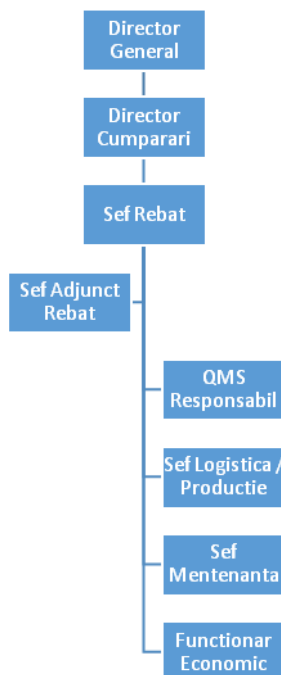 Director
General
Director
Cumparari
Sef Rebat
Sef Adjunct
Rebat
QMS
Responsabil
Sef Logistica /
Productie
Sef
Mentenanta
Functionar
Economic